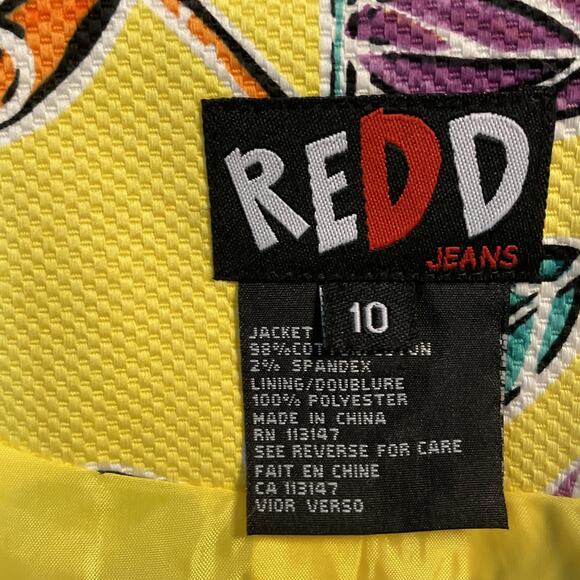 REDD
JEANS
10
JACKET
98% COTTON/COTON
2% SPANDEX
LINING/DOUBLURE
100% POLYESTER
MADE IN CHINA
RN 113147
SEE REVERSE FOR CARE
FAIT EN CHINE
CA 113147
VIOR VERSO